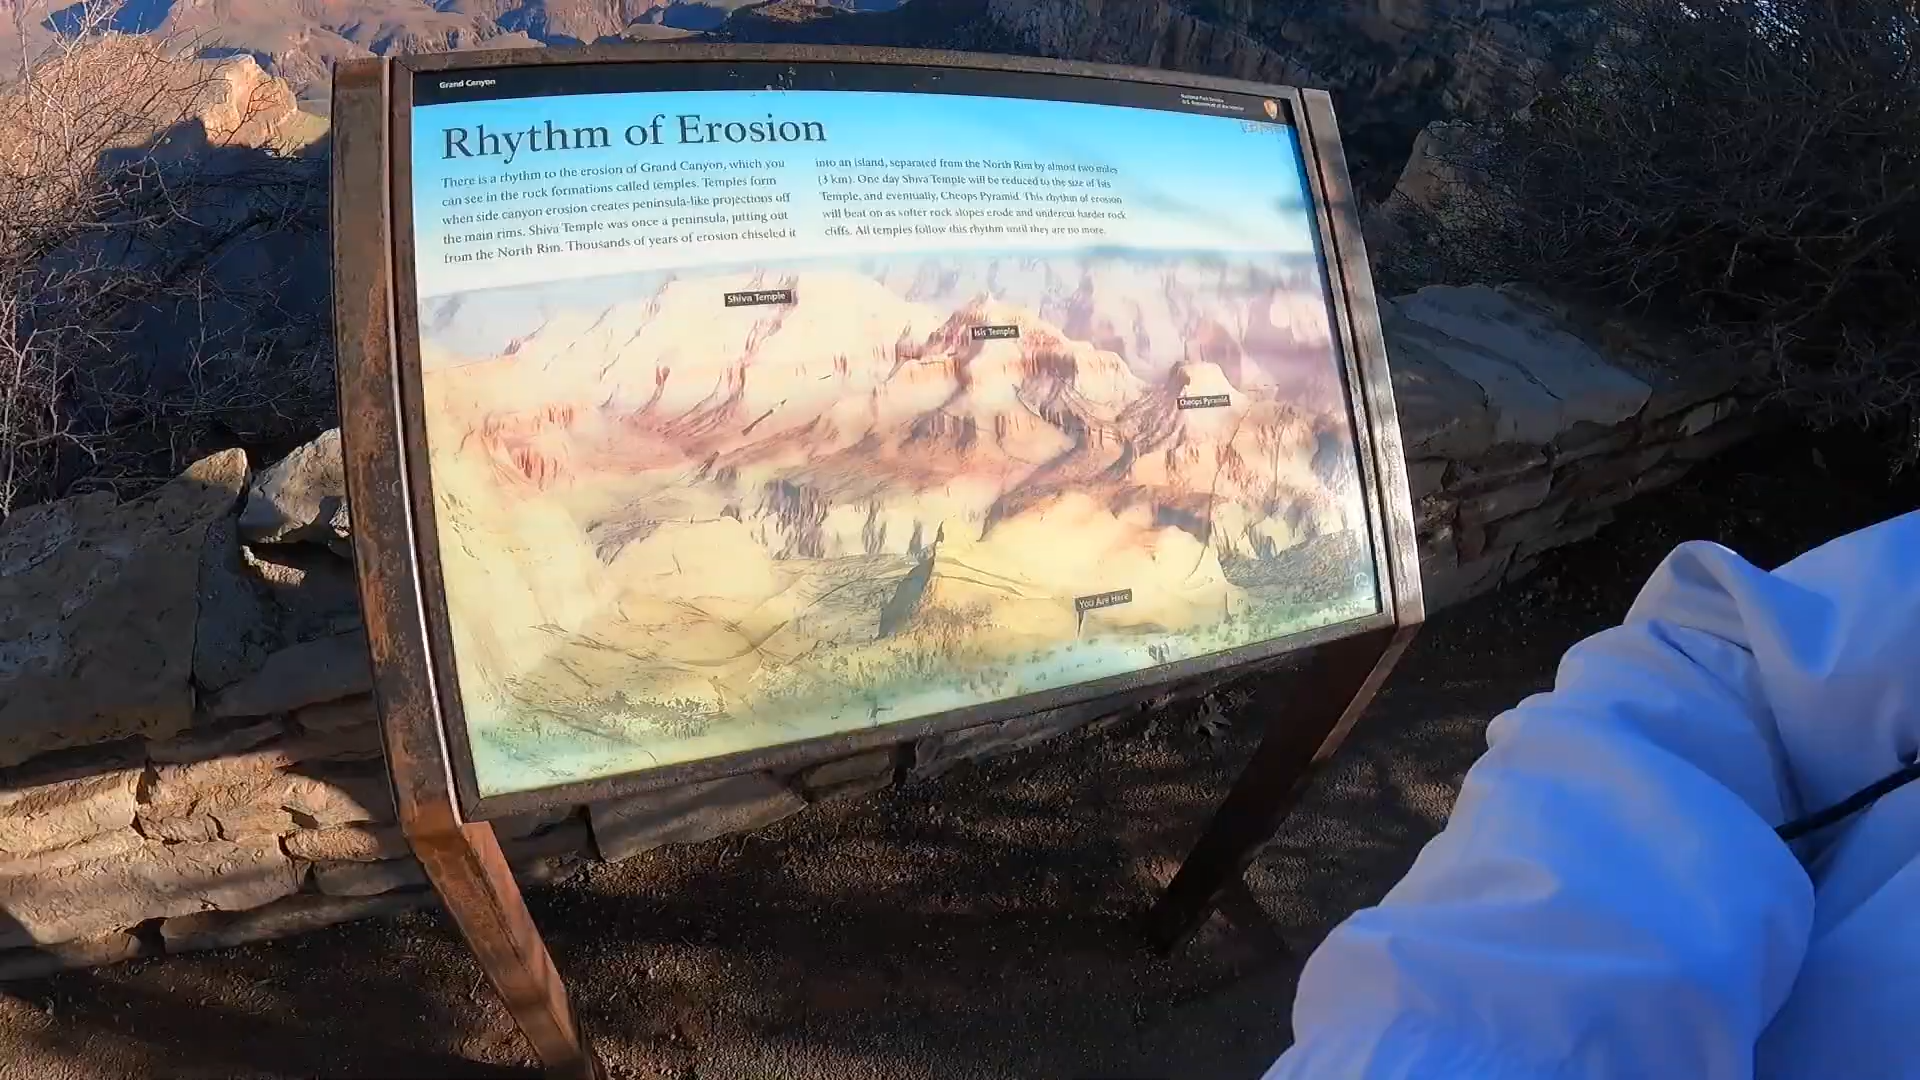 Grand Canyon
National Park Service
U.S. Department of the Interior
Rhythm of Erosion
There is a rhythm to the erosion of Grand Canyon, which you
can see in the rock formations called temples. Temples form
when side canyon erosion creates peninsula-like projections off
the main rims. Shiva Temple was once a peninsula, jutting out
from the North Rim. Thousands of years of erosion chiseled it
into an island, separated from the North Rim by almost two miles
(3 km). One day Shiva Temple will be reduced to the size of Isis
Temple, and eventually, Cheops Pyramid. This rhythm of erosion
will beat on as softer rock slopes erode and undercut harder rock
cliffs. All temples follow this rhythm until they are no more.
Shiva Temple
Isis Temple
Cheops Pyramid
You Are Here